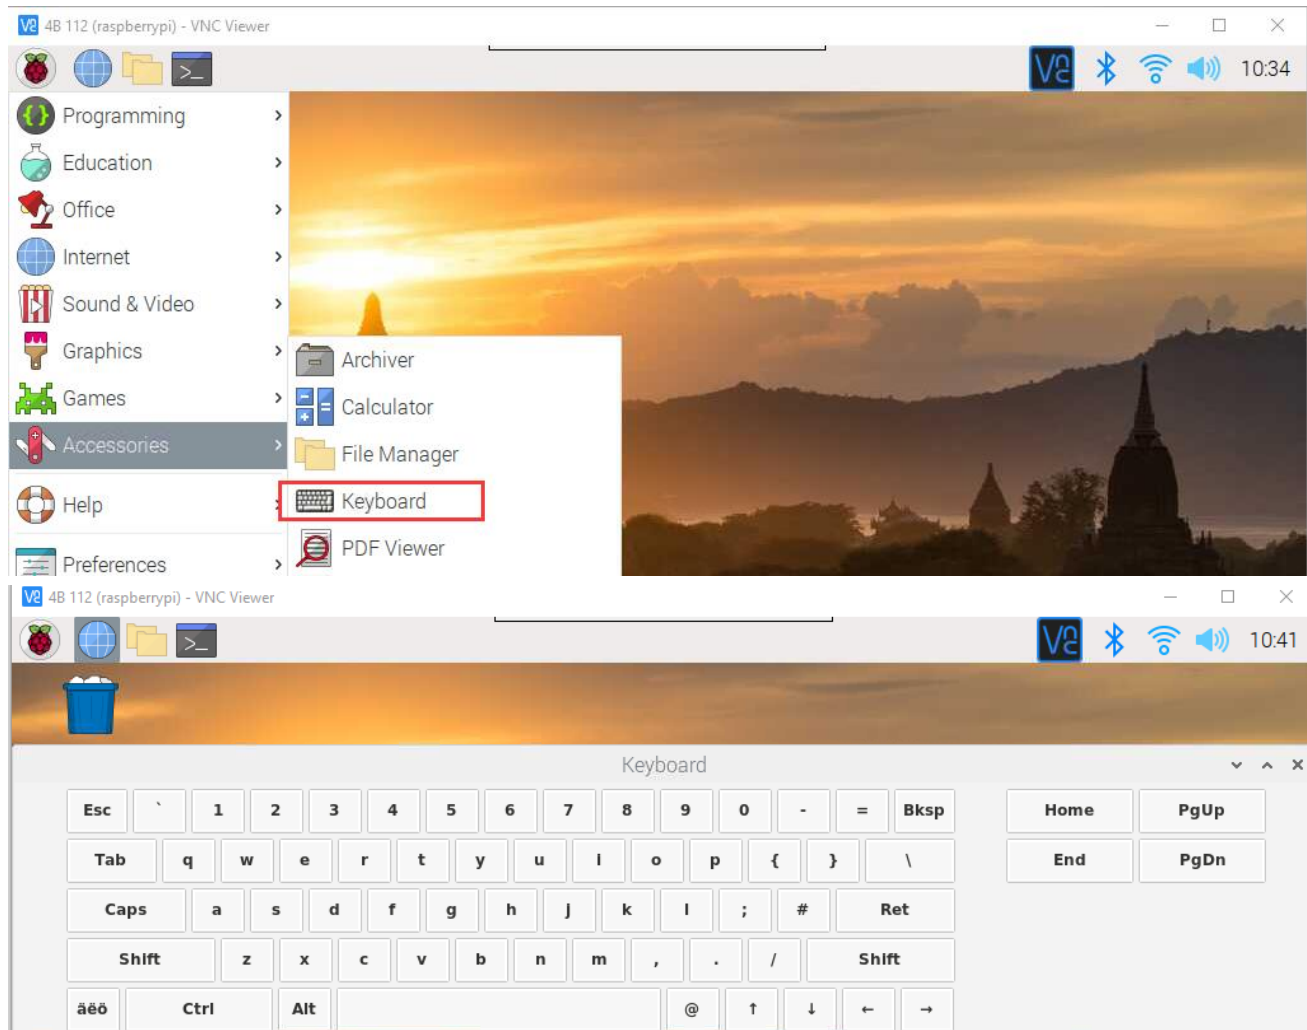 4B 112 (raspberrypi) - VNC Viewer
10:34
Programming
Education
Office
Internet
Sound & Video
Graphics
Games
Accessories
Help
Preferences
Archiver
Calculator
File Manager
Keyboard
PDF Viewer
4B 112 (raspberrypi) - VNC Viewer
10:41
Keyboard
Esc ` 1 2 3 4 5 6 7 8 9 0 - = Bksp Home PgUp
Tab q w e r t y u i o p { } \ End PgDn
Caps a s d f g h j k l ; # Ret
Shift z x c v b n m , . / Shift
äëö Ctrl Alt @ ↑ ↓ ← →